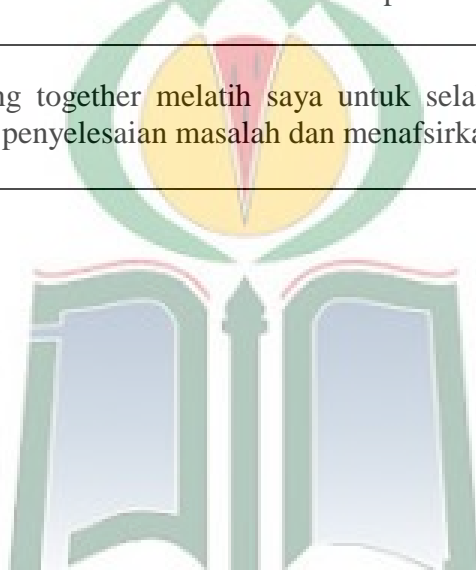 ng together melatih saya untuk sela
penyelesaian masalah dan menafsirka